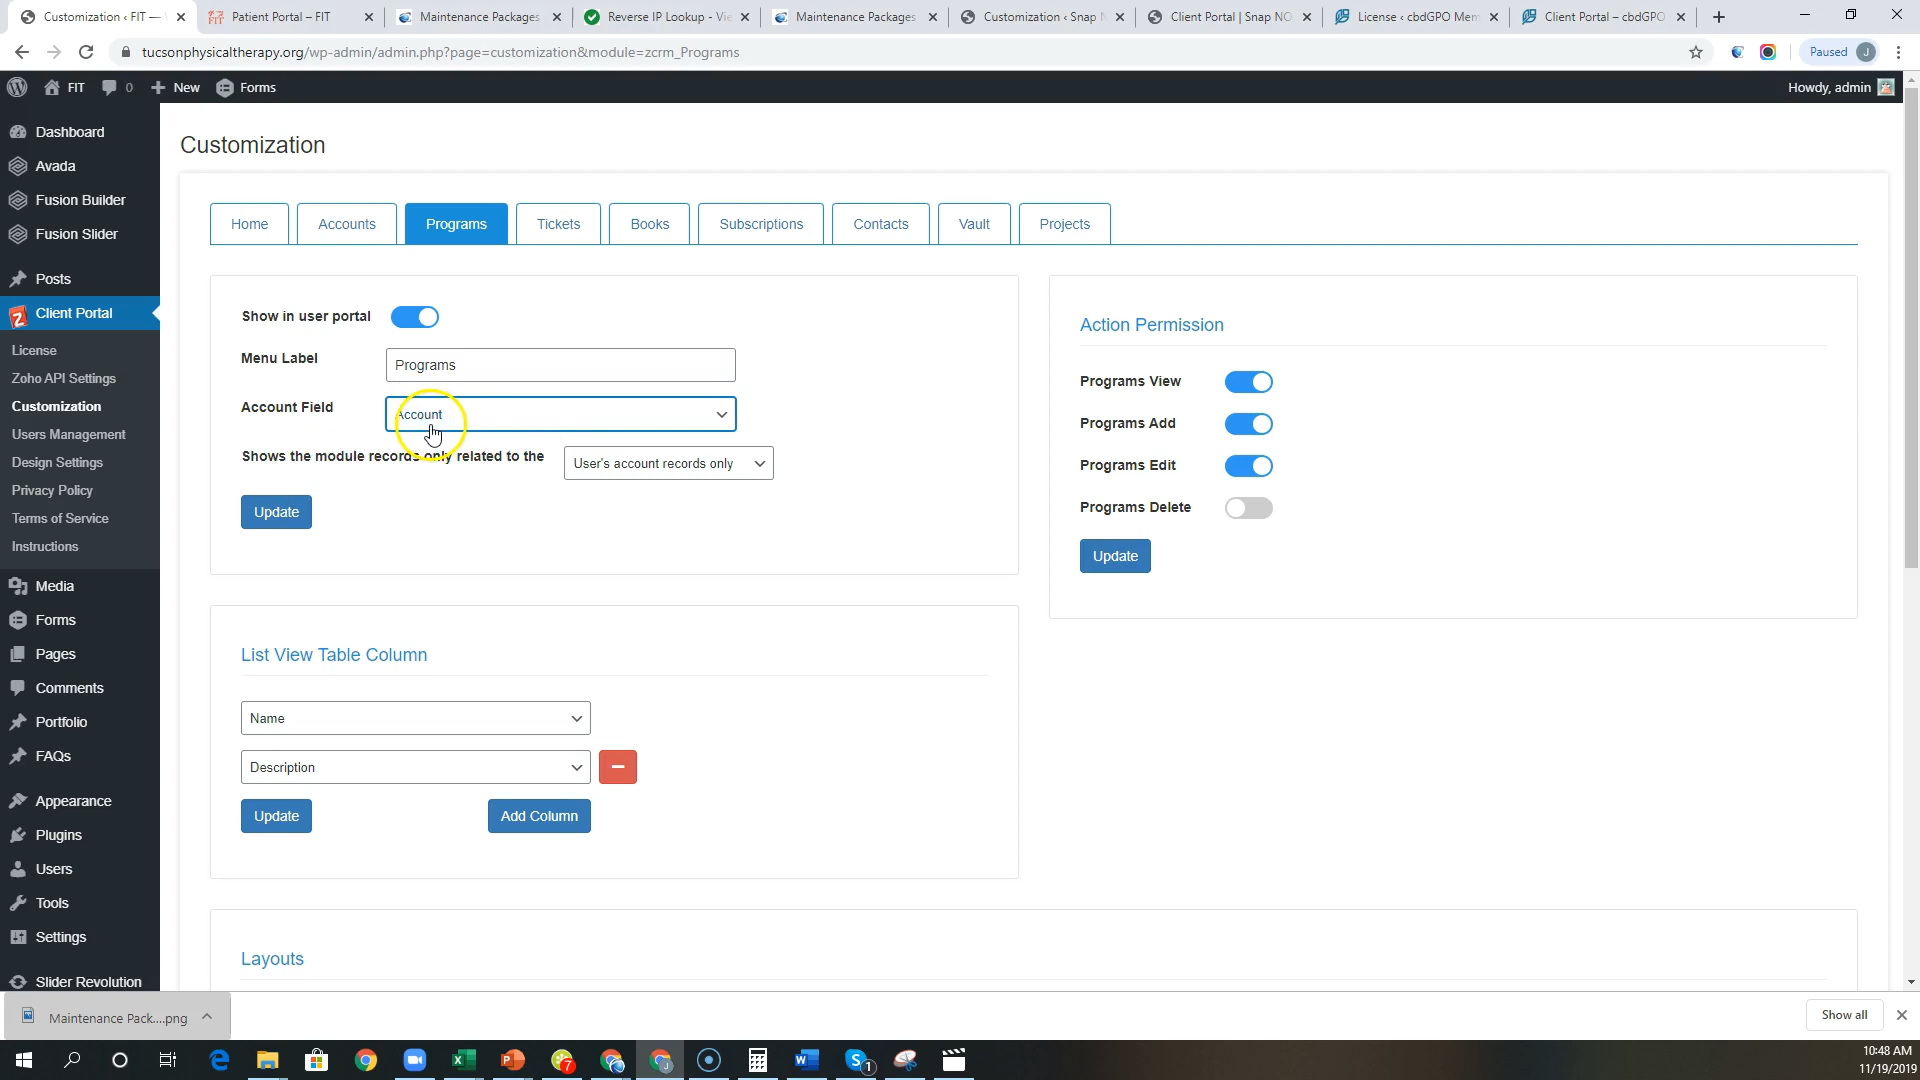 Customization ‹ FIT —
Patient Portal – FIT
Maintenance Packages
Reverse IP Lookup - Vie
Maintenance Packages
Customization ‹ Snap N
Client Portal | Snap NO
License ‹ cbdGPO Mem
Client Portal – cbdGPO
tucsonphysicaltherapy.org/wp-admin/admin.php?page=customization&module=zcrm_Programs
Paused J
FIT 0 New Forms
Howdy, admin
Dashboard
Avada
Fusion Builder
Fusion Slider
Posts
Client Portal
License
Zoho API Settings
Customization
Users Management
Design Settings
Privacy Policy
Terms of Service
Instructions
Media
Forms
Pages
Comments
Portfolio
FAQs
Appearance
Plugins
Users
Tools
Settings
Slider Revolution
Customization
Home Accounts Programs Tickets Books Subscriptions Contacts Vault Projects
Show in user portal
Menu Label Programs
Account Field Account
Shows the module records only related to the User's account records only
Update
Action Permission
Programs View
Programs Add
Programs Edit
Programs Delete
Update
List View Table Column
Name
Description
Update Add Column
Layouts
Maintenance Pack....png
Show all
7
J
1
10:48 AM
11/19/2019